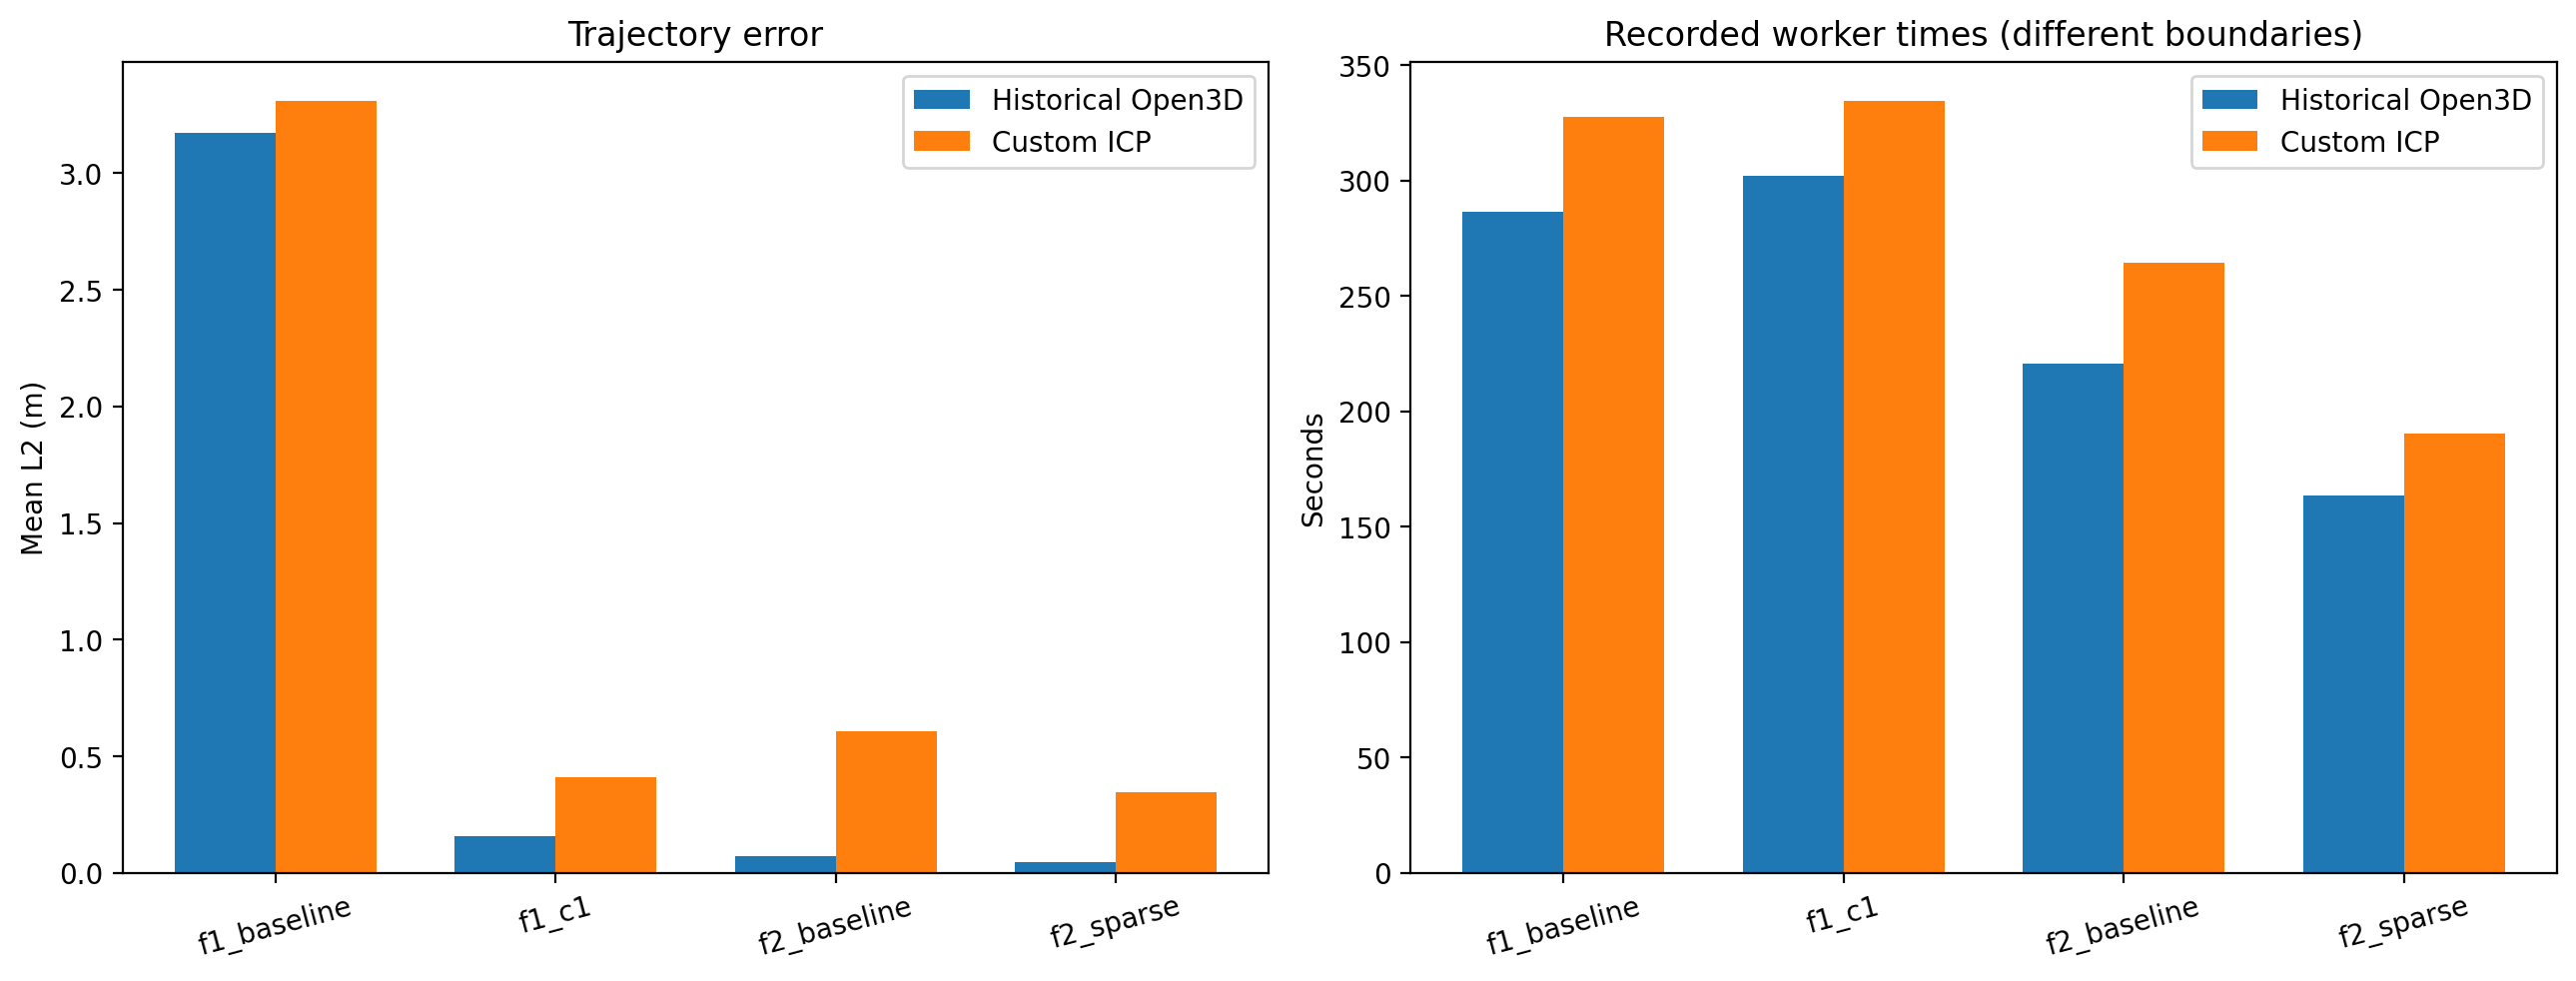 Trajectory error
Mean L2 (m)
3.0
2.5
2.0
1.5
1.0
0.5
0.0
Historical Open3D
Custom ICP
f1_baseline
f1_c1
f2_baseline
f2_sparse
Recorded worker times (different boundaries)
Seconds
350
300
250
200
150
100
50
0
Historical Open3D
Custom ICP
f1_baseline
f1_c1
f2_baseline
f2_sparse